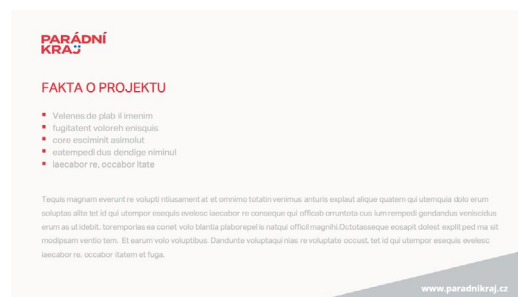 PARÁDNÍ
KRAJ
FAKTA O PROJEKTU
Velenes de plab il imenim
fugitatent voloreh enisquis
core esciminit asimolut
eatempedi dus dendige niminul
iaecabor re, occabor itate
Tequis magnam everunt re volupti ntiusament at et omnimo totatin venimus anturis explaut alique quatem qui utemquia dolo erum
soluptas alite tet id qui utempor esequis evelesc iaecabor re conseque qui officab orruntota cus ium rempedi gendandus veniscidus
erum as ut idebit, toremporias ea conet volo blantia plaborepel is natqui officil magnihi.Octotasseque eosapit dolest explit ped ma sit
modipsam ventio tem. Et earum volo voluptibus. Dandunte voluptaqui nias re voluptate occust, tet id qui utempor esequis evelesc
iaecabor re, occabor itatem et fuga.
www.paradnikraj.cz